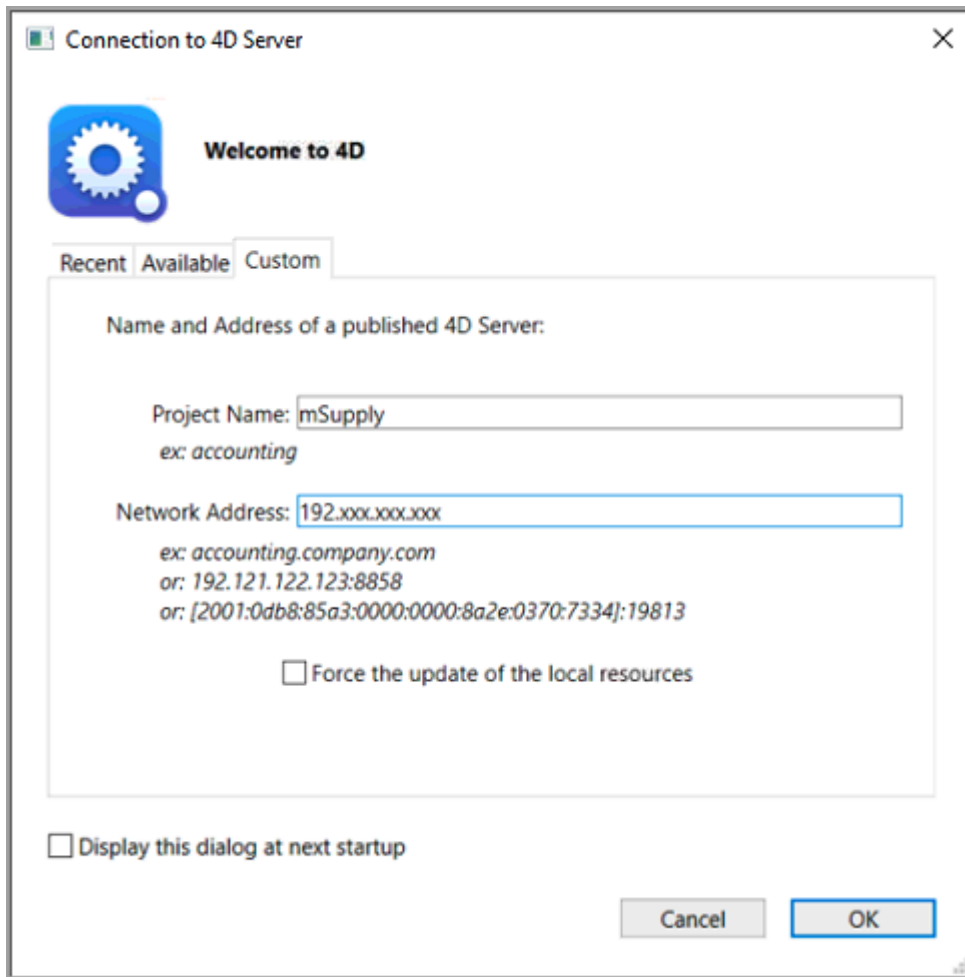 Connection to 4D Server
Welcome to 4D
Recent Available Custom
Name and Address of a published 4D Server:
Project Name: mSupply
ex: accounting
Network Address: 192.xxx.xxx.xxx
ex: accounting.company.com
or: 192.121.122.123:8858
or: [2001:0db8:85a3:0000:0000:8a2e:0370:7334]:19813
Force the update of the local resources
Display this dialog at next startup
Cancel OK